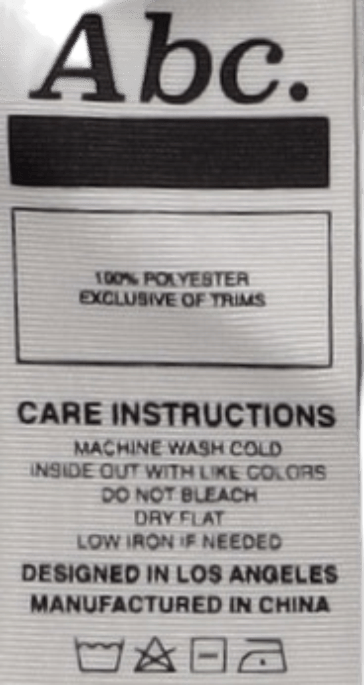 Abc.
100% POLYESTER
EXCLUSIVE OF TRIMS
CARE INSTRUCTIONS
MACHINE WASH COLD
INSIDE OUT WITH LIKE COLORS
DO NOT BLEACH
DRY FLAT
LOW IRON IF NEEDED
DESIGNED IN LOS ANGELES
MANUFACTURED IN CHINA